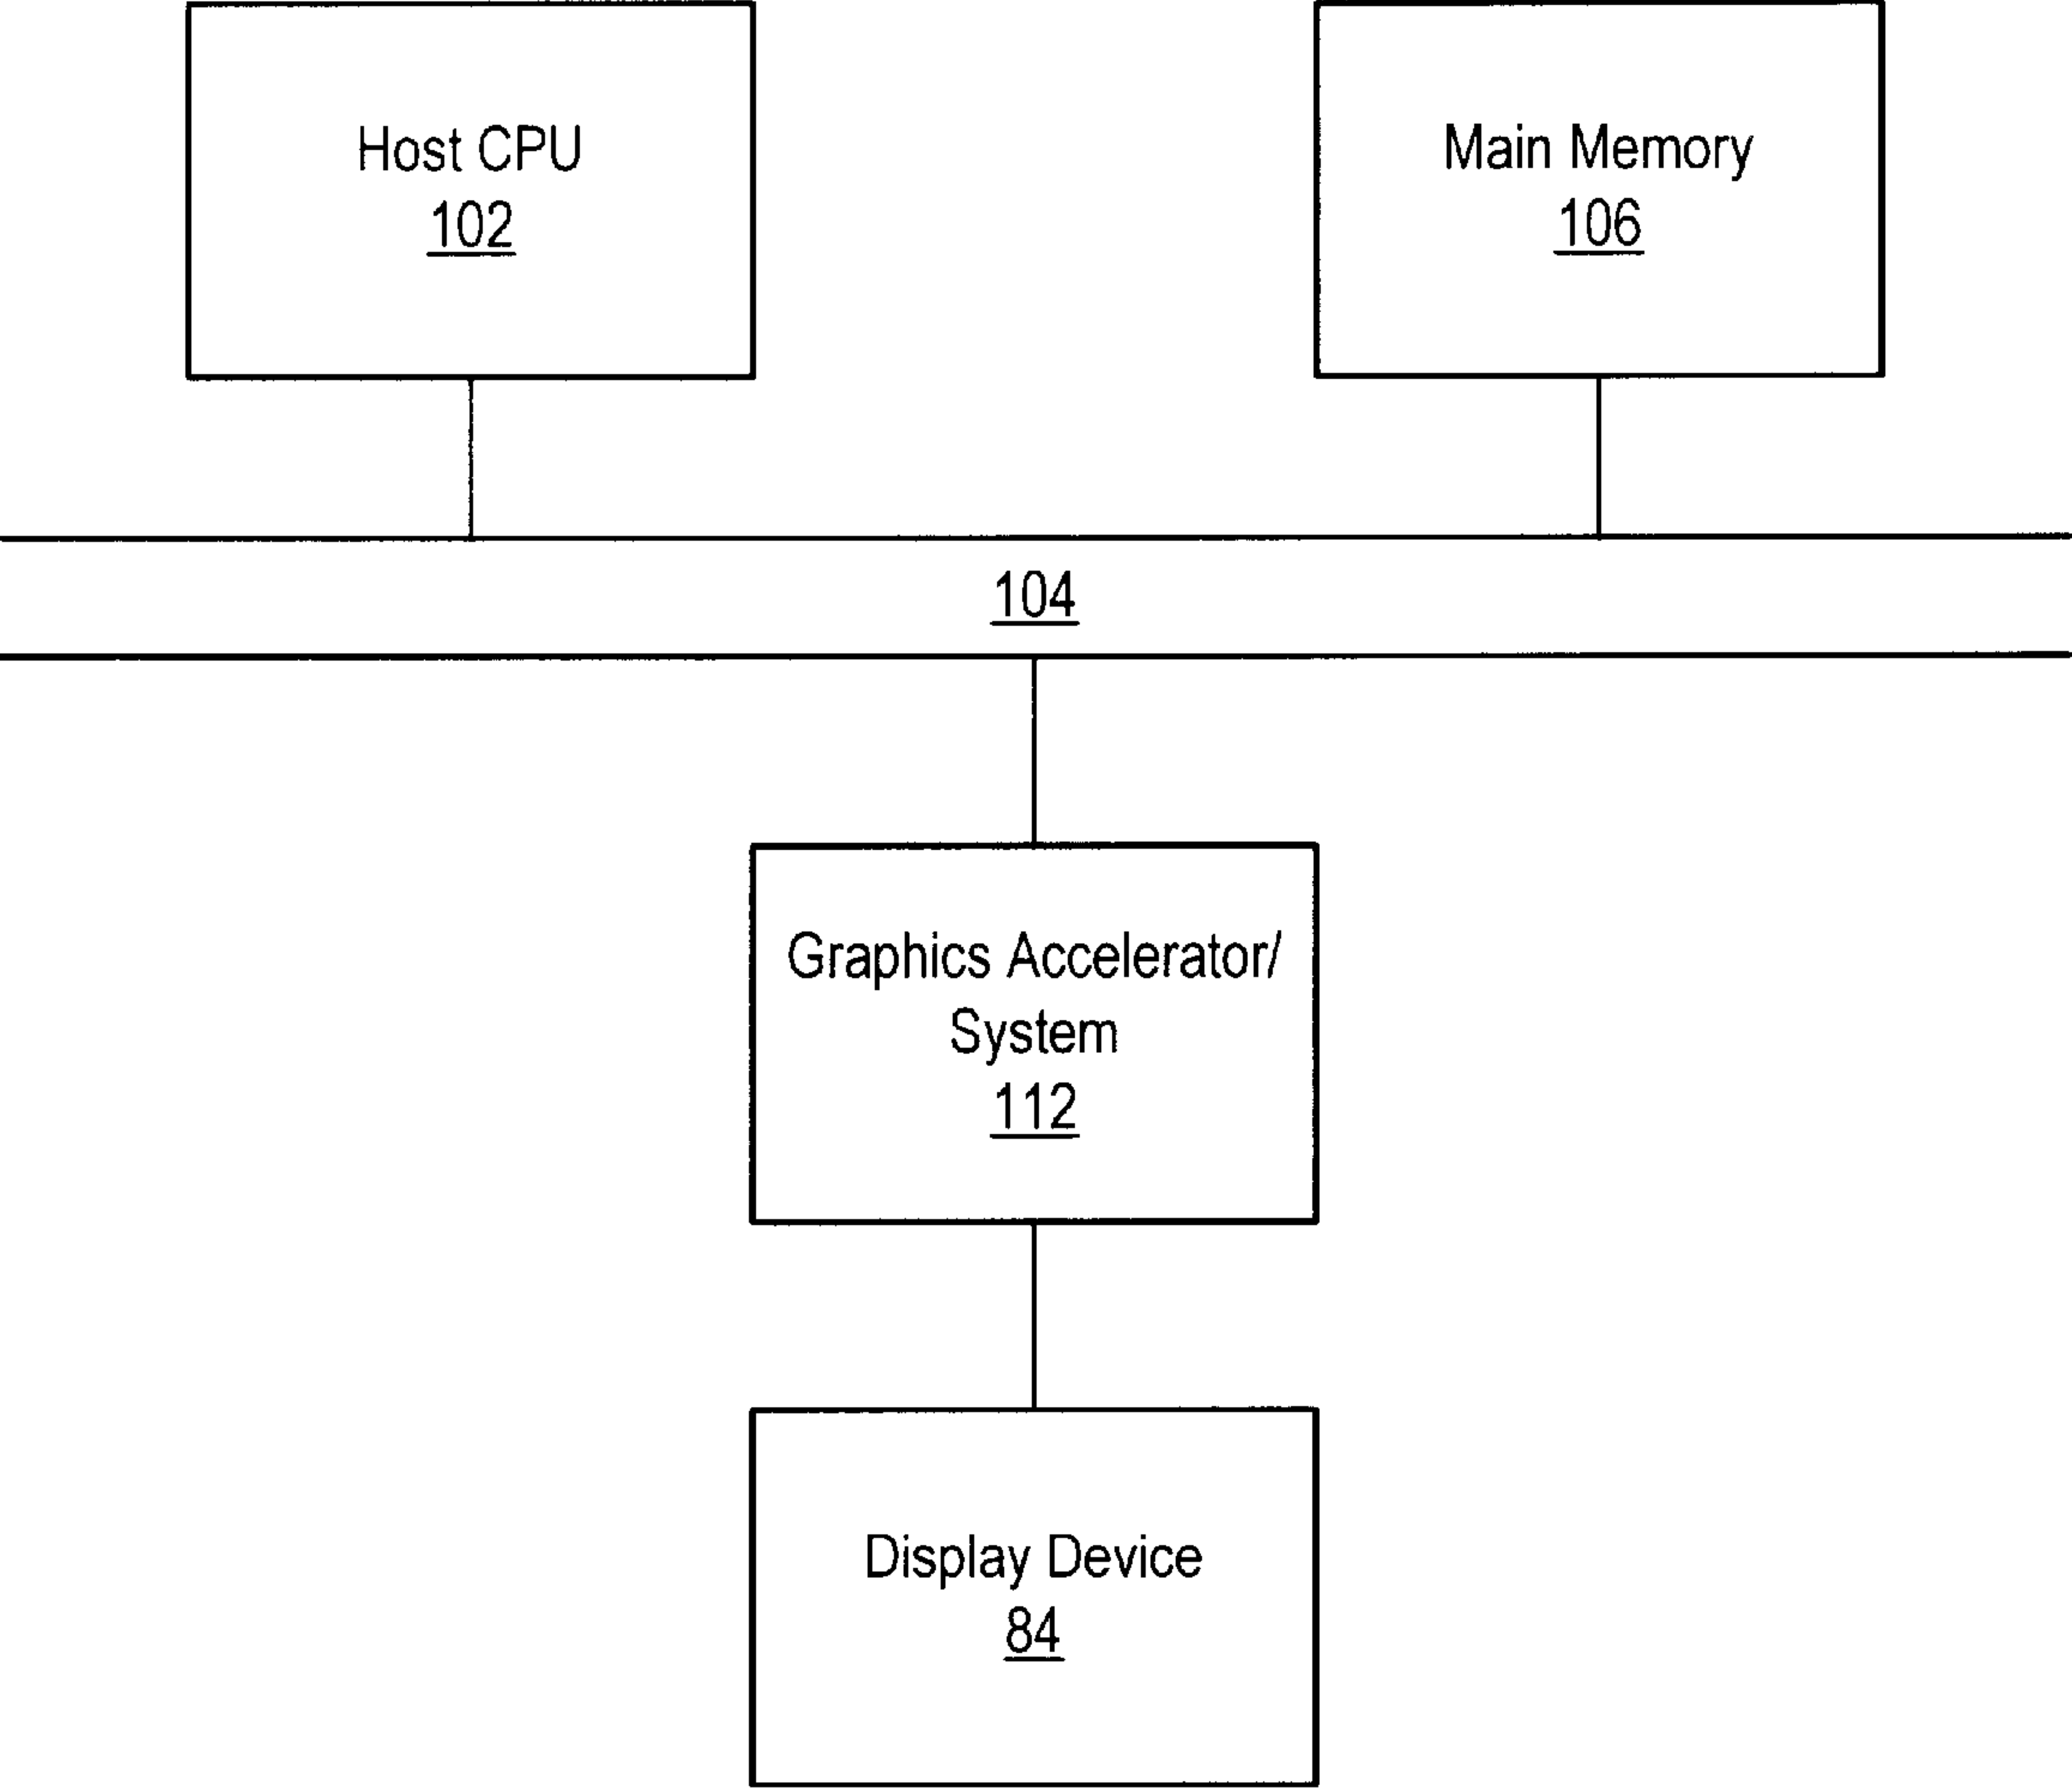 Host CPU
102
Main Memory
106
104
Graphics Accelerator/
System
112
Display Device
84